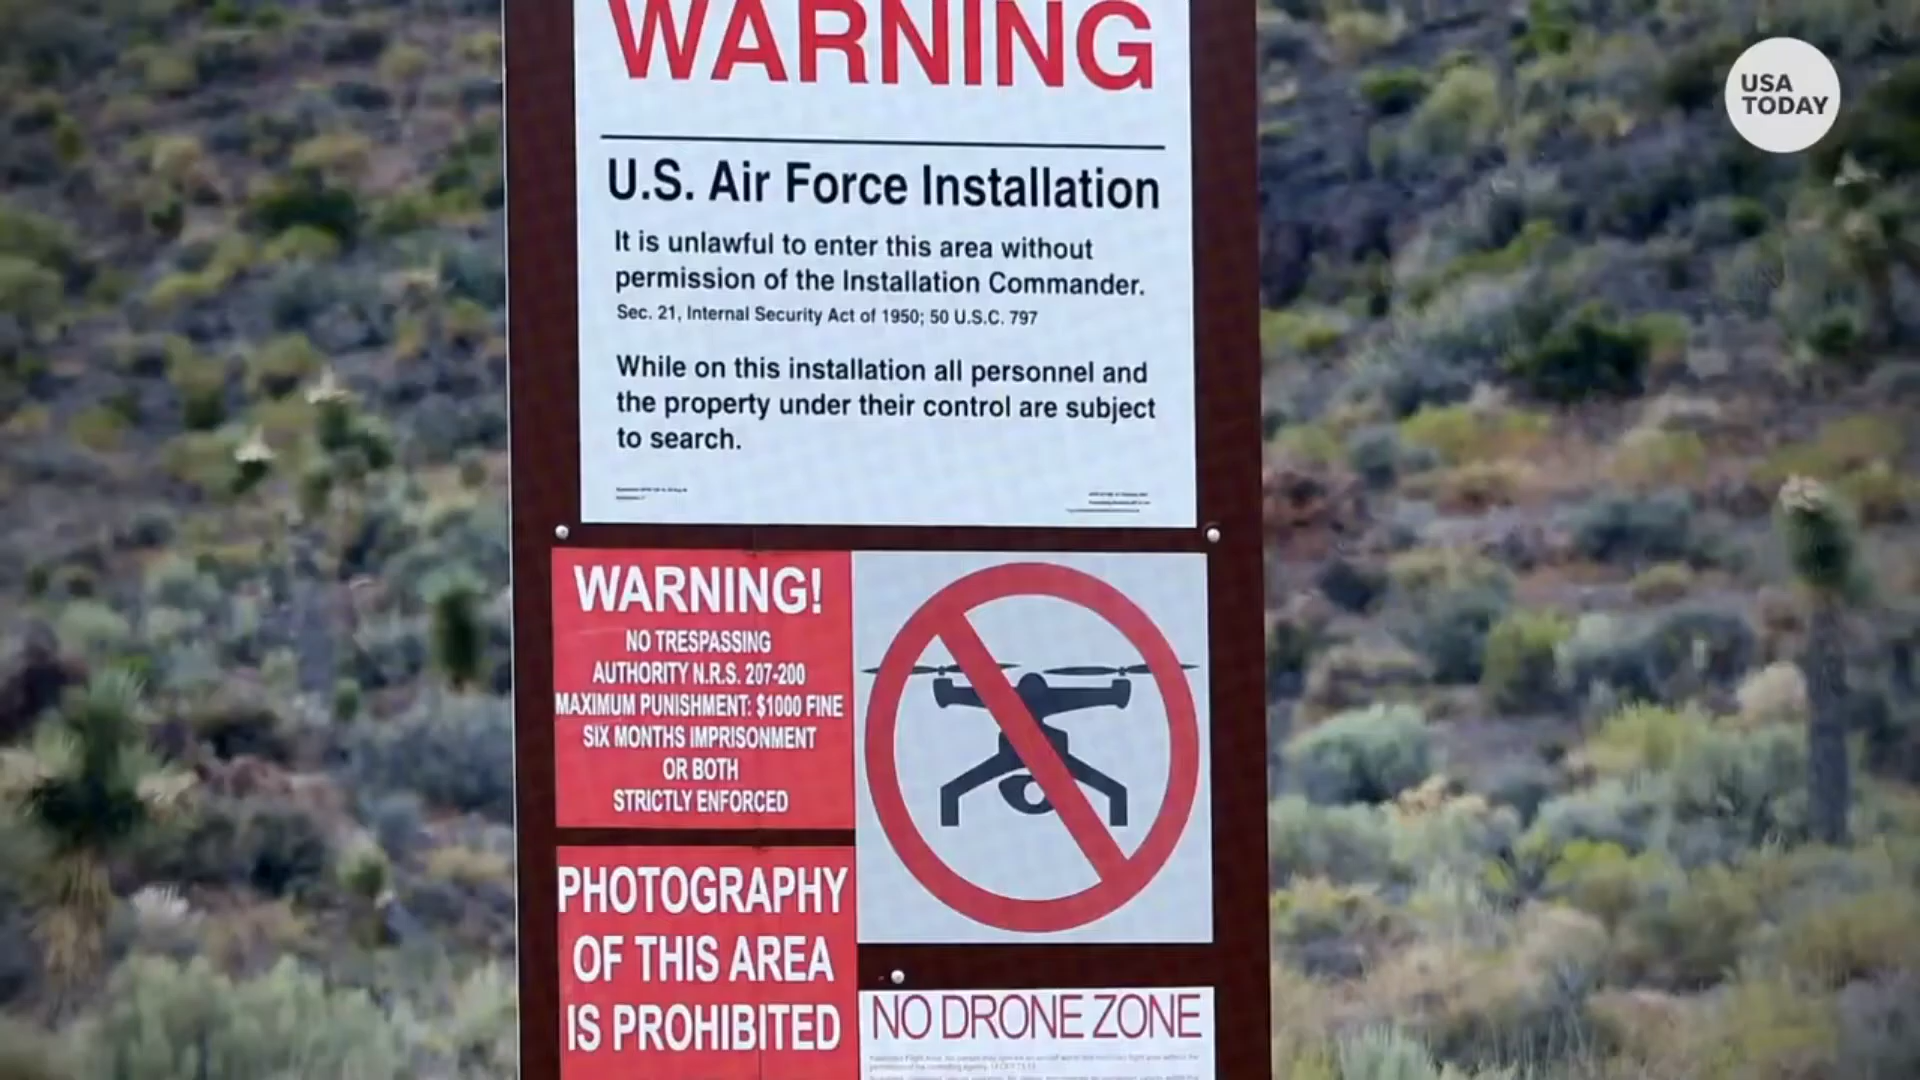 WARNING
U.S. Air Force Installation
It is unlawful to enter this area without
permission of the Installation Commander.
Sec. 21, Internal Security Act of 1950; 50 U.S.C. 797
While on this installation all personnel and
the property under their control are subject
to search.
WARNING!
NO TRESPASSING
AUTHORITY N.R.S. 207-200
MAXIMUM PUNISHMENT: $1000 FINE
SIX MONTHS IMPRISONMENT
OR BOTH
STRICTLY ENFORCED
PHOTOGRAPHY
OF THIS AREA
IS PROHIBITED
NO DRONE ZONE
USA
TODAY